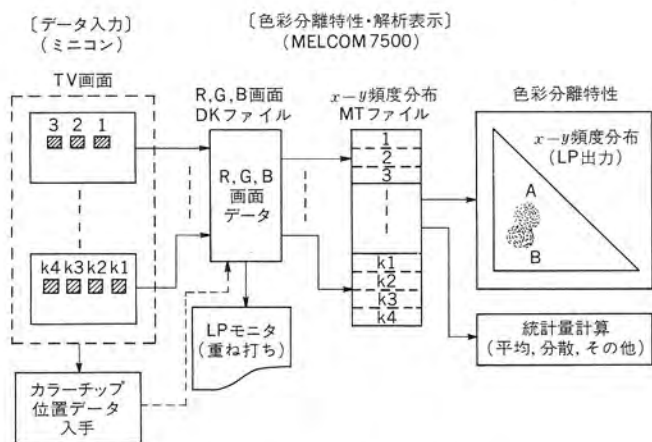 〔データ入力〕
(ミニコン)
〔色彩分離特性・解析表示〕
(MELCOM 7500)
TV画面
3 2 1
k4 k3 k2 k1
カラーチップ
位置データ
入手
R,G,B画面
DKファイル
R,G,B
画面
データ
LPモニタ
(重ね打ち)
x−y頻度分布
MTファイル
1
2
3
k1
k2
k3
k4
色彩分離特性
x−y頻度分布
(LP出力)
A
B
統計量計算
(平均,分散,その他)